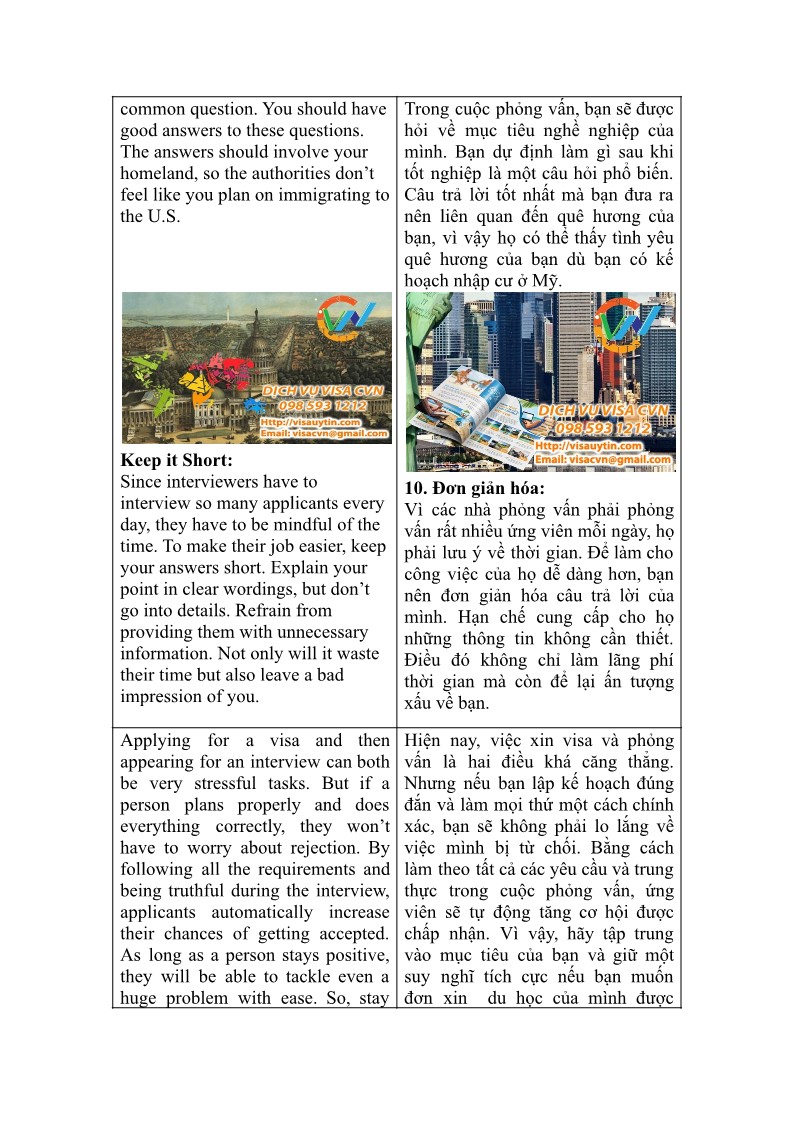 common question. You should have
good answers to these questions.
The answers should involve your
homeland, so the authorities don’t
feel like you plan on immigrating to
the U.S.
DỊCH VỤ VISA CVN
098 593 1212
Http://visauytin.com
Email: visacvn@gmail.com
Keep it Short:
Since interviewers have to
interview so many applicants every
day, they have to be mindful of the
time. To make their job easier, keep
your answers short. Explain your
point in clear wordings, but don’t
go into details. Refrain from
providing them with unnecessary
information. Not only will it waste
their time but also leave a bad
impression of you.
Trong cuộc phỏng vấn, bạn sẽ được
hỏi về mục tiêu nghề nghiệp của
mình. Bạn dự định làm gì sau khi
tốt nghiệp là một câu hỏi phổ biến.
Câu trả lời tốt nhất mà bạn đưa ra
nên liên quan đến quê hương của
bạn, vì vậy họ có thể thấy tình yêu
quê hương của bạn dù bạn có kế
hoạch nhập cư ở Mỹ.
DỊCH VỤ VISA CVN
098 593 1212
Http://visauytin.com
Email: visacvn@gmail.com
10. Đơn giản hóa:
Vì các nhà phỏng vấn phải phỏng
vấn rất nhiều ứng viên mỗi ngày, họ
phải lưu ý về thời gian. Để làm cho
công việc của họ dễ dàng hơn, bạn
nên đơn giản hóa câu trả lời của
mình. Hạn chế cung cấp cho họ
những thông tin không cần thiết.
Điều đó không chỉ làm lãng phí
thời gian mà còn để lại ấn tượng
xấu về bạn.
Applying for a visa and then
appearing for an interview can both
be very stressful tasks. But if a
person plans properly and does
everything correctly, they won’t
have to worry about rejection. By
following all the requirements and
being truthful during the interview,
applicants automatically increase
their chances of getting accepted.
As long as a person stays positive,
they will be able to tackle even a
huge problem with ease. So, stay
Hiện nay, việc xin visa và phỏng
vấn là hai điều khá căng thẳng.
Nhưng nếu bạn lập kế hoạch đúng
đắn và làm mọi thứ một cách chính
xác, bạn sẽ không phải lo lắng về
việc mình bị từ chối. Bằng cách
làm theo tất cả các yêu cầu và trung
thực trong cuộc phỏng vấn, ứng
viên sẽ tự động tăng cơ hội được
chấp nhận. Vì vậy, hãy tập trung
vào mục tiêu của bạn và giữ một
suy nghĩ tích cực nếu bạn muốn
đơn xin du học của mình được